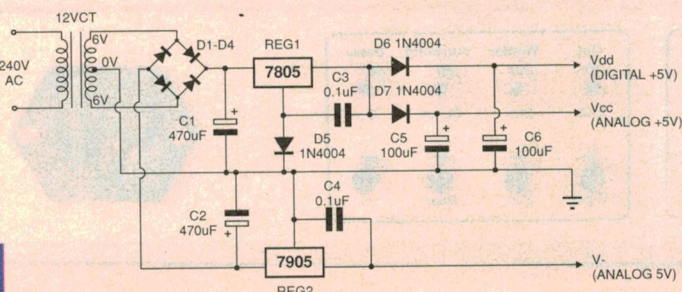 12VCT
6V
0V
6V
240V
AC
D1-D4
REG1
7805
D6 1N4004
Vdd
(DIGITAL +5V)
C3
0.1uF
D7 1N4004
Vcc
(ANALOG +5V)
+
C1
470uF
D5
1N4004
C5
100uF
+
+
C6
100uF
C2
470uF
+
C4
0.1uF
7905
REG2
V-
(ANALOG 5V)